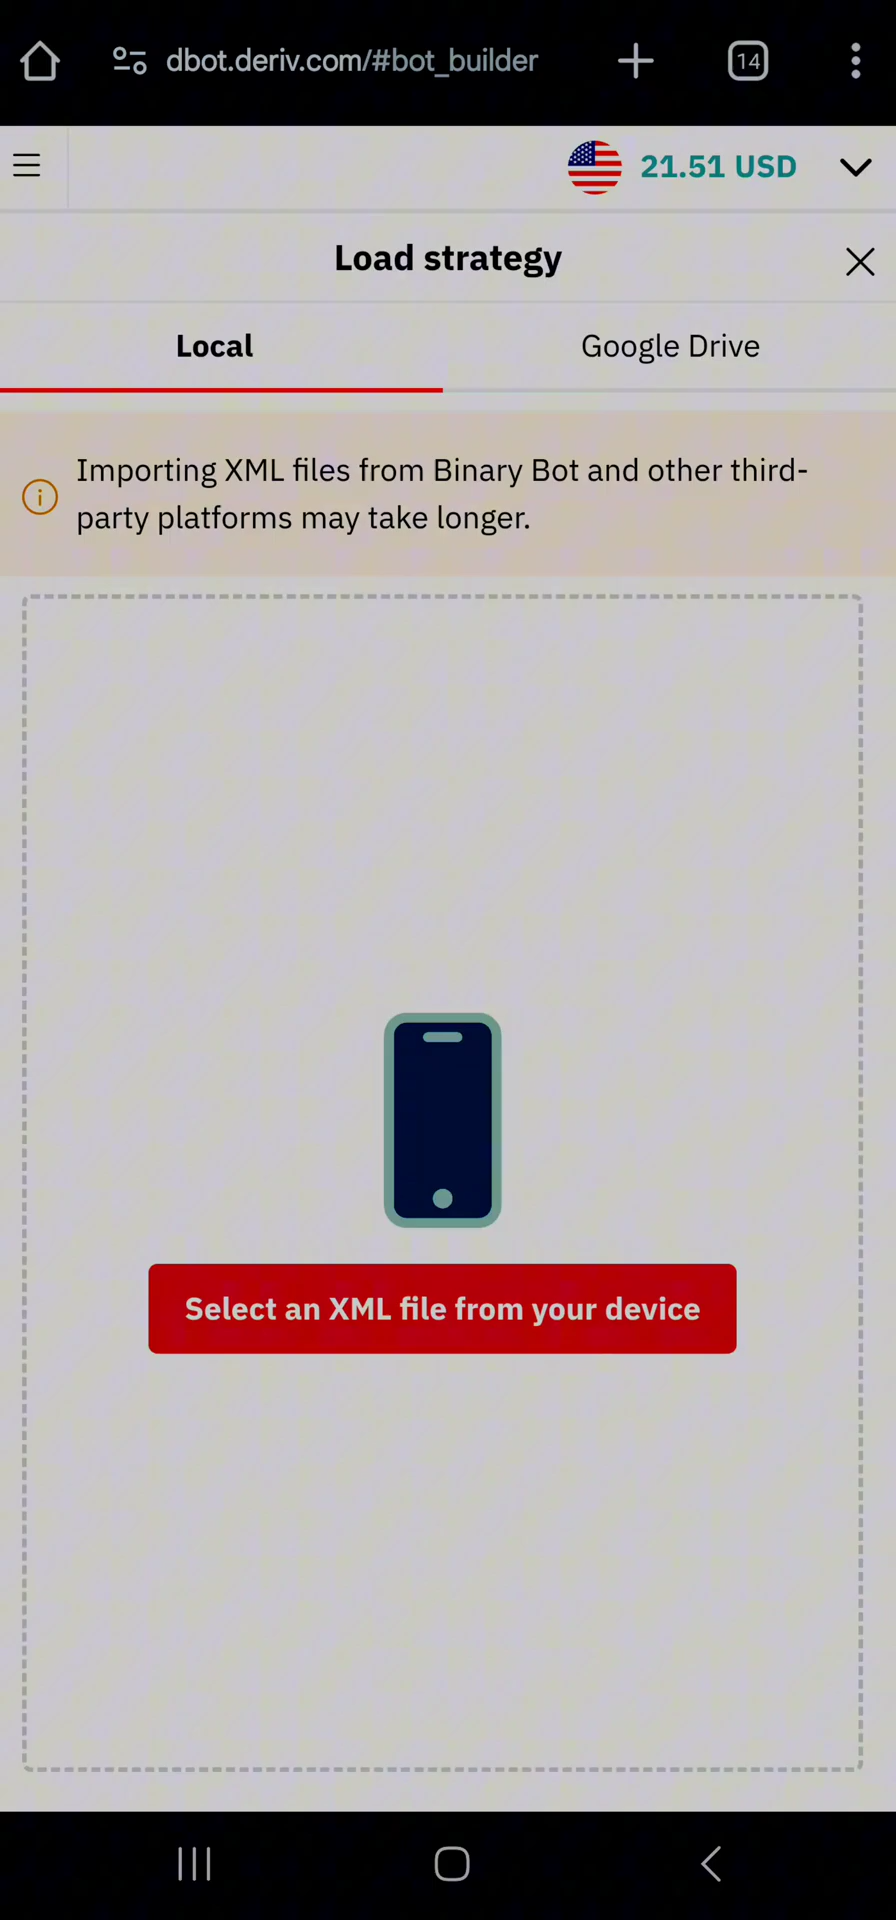 dbot.deriv.com/#bot_builder
14
21.51 USD
Load strategy
Local
Google Drive
Importing XML files from Binary Bot and other third-
party platforms may take longer.
Select an XML file from your device